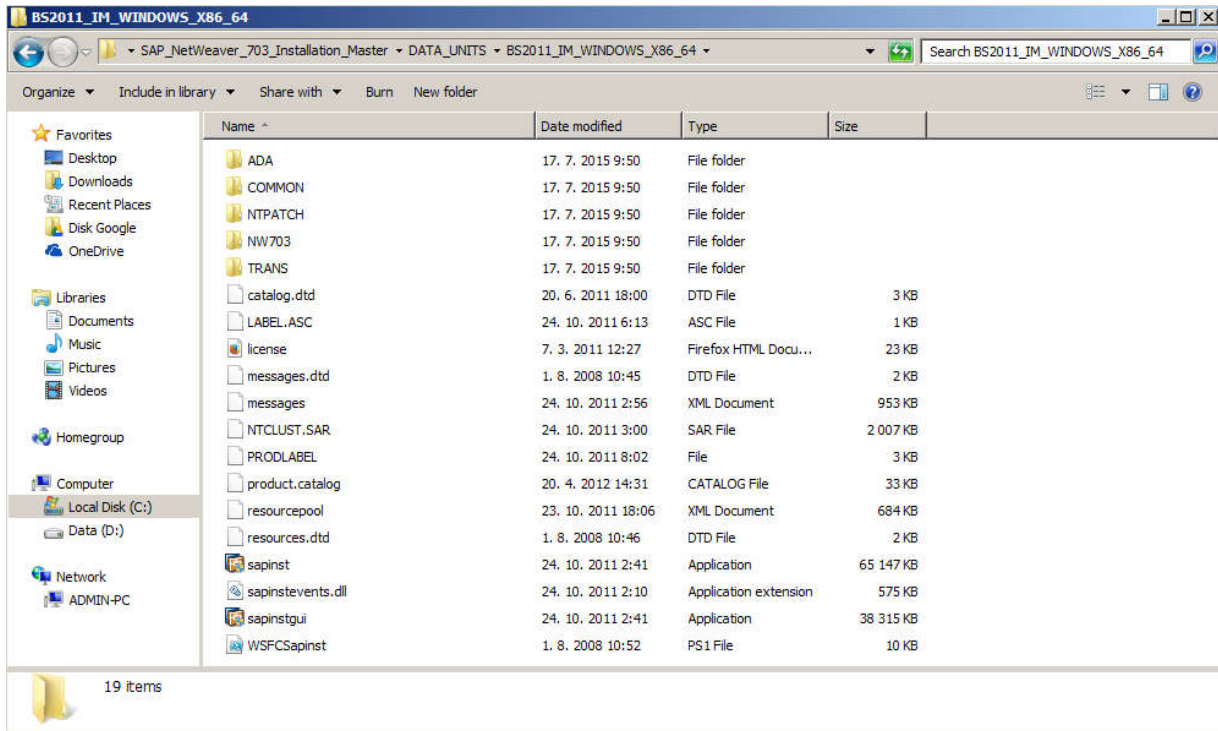 BS2011_IM_WINDOWS_X86_64
SAP_NetWeaver_703_Installation_Master DATA_UNITS BS2011_IM_WINDOWS_X86_64
Search BS2011_IM_WINDOWS_X86_64
Organize Include in library Share with Burn New folder
Name Date modified Type Size
Favorites
Desktop
Downloads
Recent Places
Disk Google
OneDrive
Libraries
Documents
Music
Pictures
Videos
Homegroup
Computer
Local Disk (C:)
Data (D:)
Network
ADMIN-PC
ADA 17. 7. 2015 9:50 File folder
COMMON 17. 7. 2015 9:50 File folder
NTPATCH 17. 7. 2015 9:50 File folder
NW703 17. 7. 2015 9:50 File folder
TRANS 17. 7. 2015 9:50 File folder
catalog.dtd 20. 6. 2011 18:00 DTD File 3 KB
LABEL.ASC 24. 10. 2011 6:13 ASC File 1 KB
license 7. 3. 2011 12:27 Firefox HTML Docu... 23 KB
messages.dtd 1. 8. 2008 10:45 DTD File 2 KB
messages 24. 10. 2011 2:56 XML Document 953 KB
NTCLUST.SAR 24. 10. 2011 3:00 SAR File 2 007 KB
PRODLABEL 24. 10. 2011 8:02 File 3 KB
product.catalog 20. 4. 2012 14:31 CATALOG File 33 KB
resourcepool 23. 10. 2011 18:06 XML Document 684 KB
resources.dtd 1. 8. 2008 10:46 DTD File 2 KB
sapinst 24. 10. 2011 2:41 Application 65 147 KB
sapinstevents.dll 24. 10. 2011 2:10 Application extension 575 KB
sapinstgui 24. 10. 2011 2:41 Application 38 315 KB
WSFCSapinst 1. 8. 2008 10:52 PS1 File 10 KB
19 items